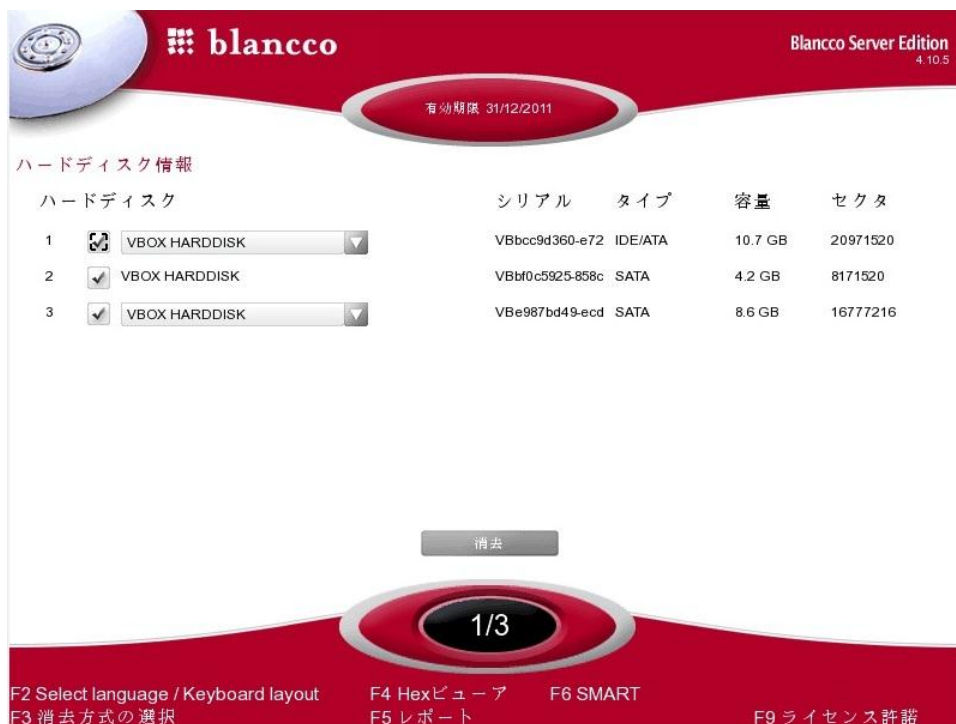 blancco
Blancco Server Edition
4.10.5
有効期限 31/12/2011
ハードディスク情報
ハードディスク シリアル タイプ 容量 セクタ
1 VBOX HARDDISK VBbcc9d360-e72 IDE/ATA 10.7 GB 20971520
2 VBOX HARDDISK VBbf0c5925-858c SATA 4.2 GB 8171520
3 VBOX HARDDISK VBe987bd49-ecd SATA 8.6 GB 16777216
消去
1/3
F2 Select language / Keyboard layout F4 Hexビューア F6 SMART
F3 消去方式の選択 F5 レポート F9 ライセンス許諾